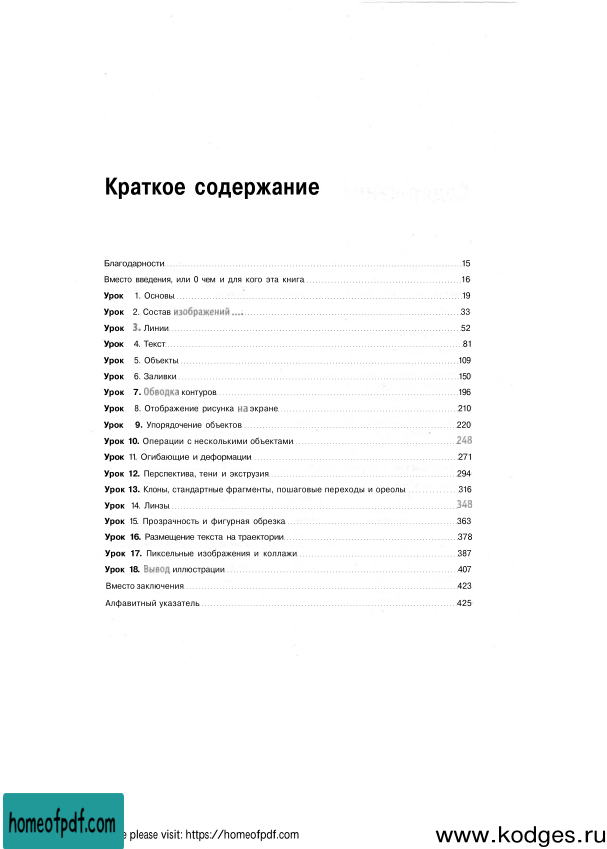 Краткое содержание
Благодарности 15
Вместо введения, или О чем и для кого эта книга 16
Урок 1. Основы 19
Урок 2. Состав изображений .... 33
Урок 3. Линии 52
Урок 4. Текст 81
Урок 5. Объекты 109
Урок 6. Заливки 150
Урок 7. Обводка контуров 196
Урок 8. Отображение рисунка на экране 210
Урок 9. Упорядочение объектов 220
Урок 10. Операции с несколькими объектами 248
Урок 11. Огибающие и деформации 271
Урок 12. Перспектива, тени и экструзия 294
Урок 13. Клоны, стандартные фрагменты, пошаговые переходы и ореолы 316
Урок 14. Линзы 348
Урок 15. Прозрачность и фигурная обрезка 363
Урок 16. Размещение текста на траектории 378
Урок 17. Пиксельные изображения и коллажи 387
Урок 18. Вывод иллюстрации 407
Вместо заключения 423
Алфавитный указатель 425
homeofpdf.com
please visit: https://homeofpdf.com
www.kodges.ru